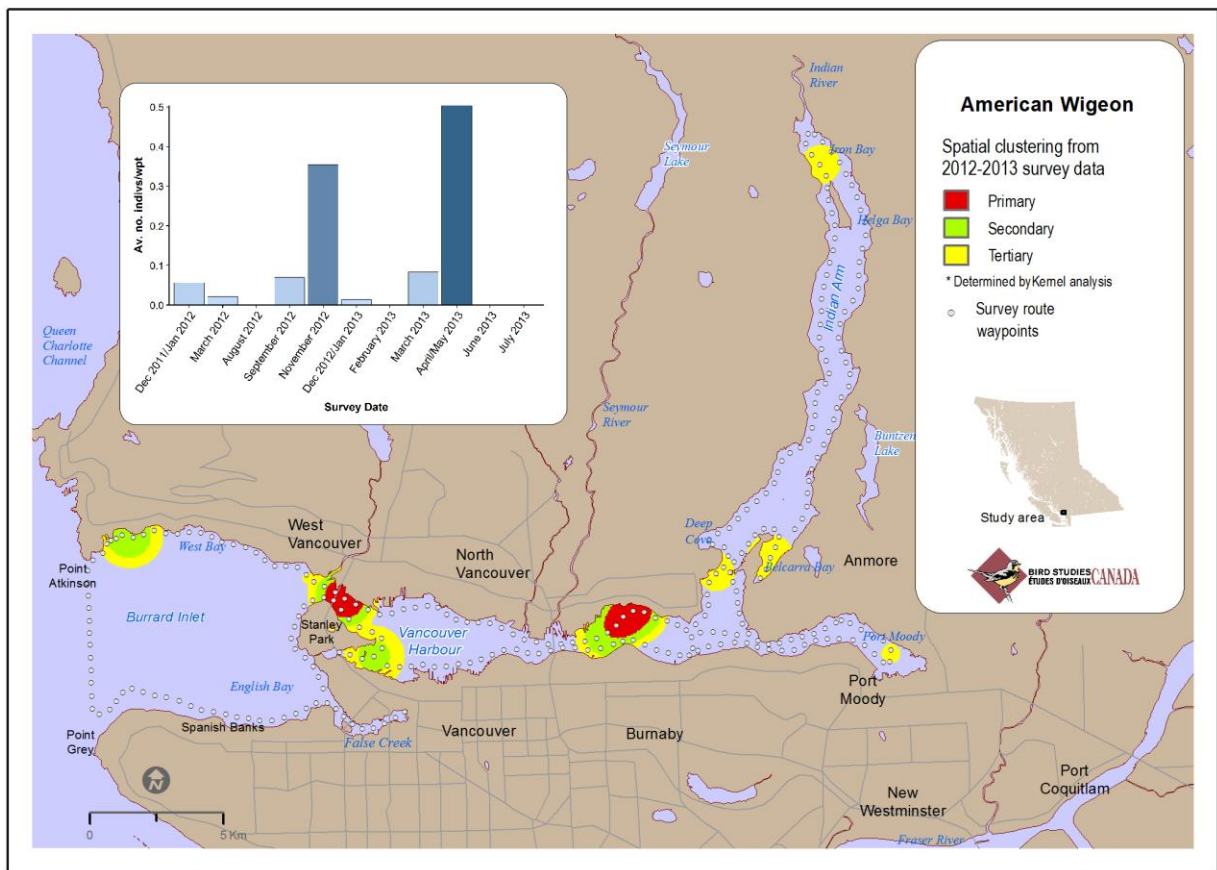 0.5
0.4
0.3
0.2
0.1
0.0
Av. no. indivs/wpt
Dec 2011/Jan 2012
March 2012
August 2012
September 2012
November 2012
Dec 2012/Jan 2013
February 2013
March 2013
April/May 2013
June 2013
July 2013
Survey Date
American Wigeon
Spatial clustering from
2012-2013 survey data
Primary
Secondary
Tertiary
* Determined by Kernel analysis
Survey route
waypoints
Study area
BIRD STUDIES
ÉTUDES D'OISEAUX
CANADA
Indian
River
Iron Bay
Seymour
Lake
Helga Bay
Indian Arm
Queen
Charlotte
Channel
Seymour
River
Buntzen
Lake
West
Vancouver
West Bay
North
Vancouver
Deep
Cove
Belcarra Bay
Anmore
Point
Atkinson
Burrard Inlet
Stanley
Park
Vancouver
Harbour
Port Moody
Port
Moody
English Bay
Spanish Banks
Point
Grey
False Creek
Vancouver
Burnaby
Port
Coquitlam
New
Westminster
Fraser River
N
0
5 Km